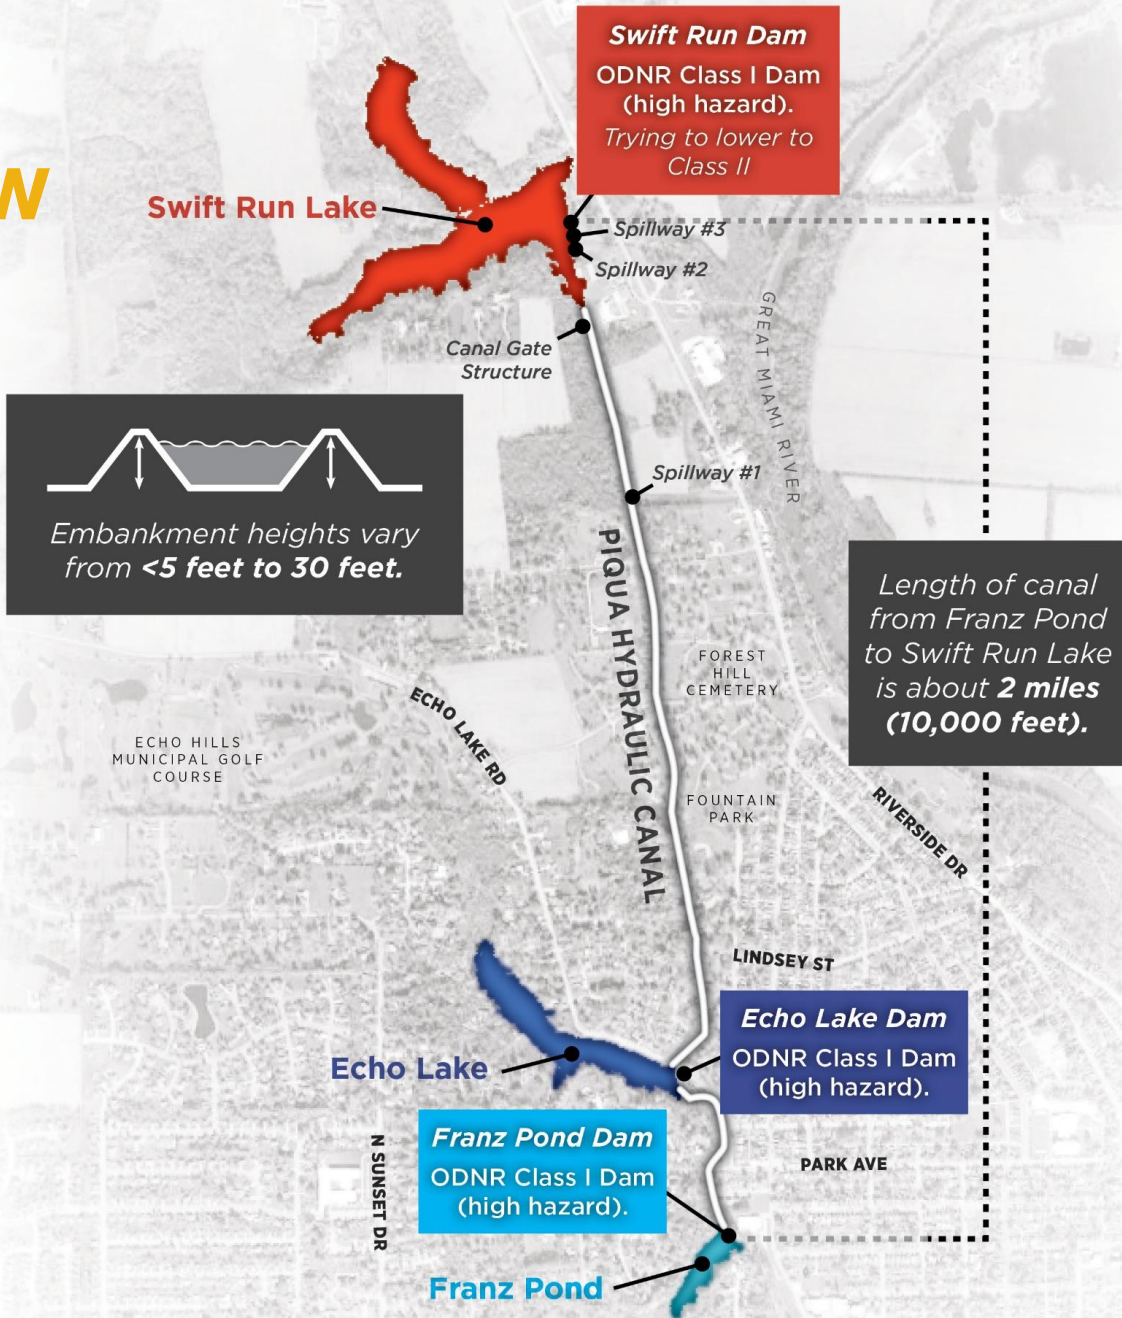 Swift Run Dam
ODNR Class I Dam
(high hazard).
Trying to lower to
Class II
W
Swift Run Lake
Spillway #3
Spillway #2
Canal Gate
Structure
GREAT MIAMI RIVER
Embankment heights vary
from <5 feet to 30 feet.
Spillway #1
PIQUA HYDRAULIC CANAL
Length of canal
from Franz Pond
to Swift Run Lake
is about 2 miles
(10,000 feet).
FOREST
HILL
CEMETERY
ECHO LAKE RD
ECHO HILLS
MUNICIPAL GOLF
COURSE
FOUNTAIN
PARK
RIVERSIDE DR
LINDSEY ST
Echo Lake Dam
ODNR Class I Dam
(high hazard).
Echo Lake
Franz Pond Dam
ODNR Class I Dam
(high hazard).
N SUNSET DR
PARK AVE
Franz Pond